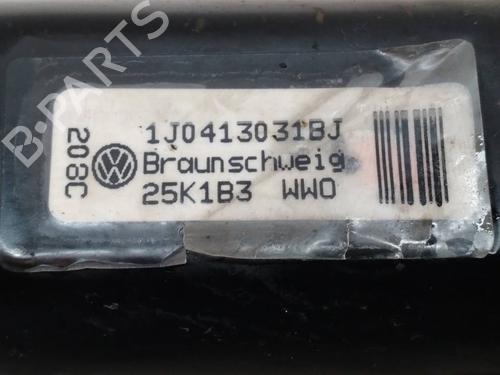 B-PARTS
208C
1J0413031BJ
Braunschweig
25K1B3 WWO